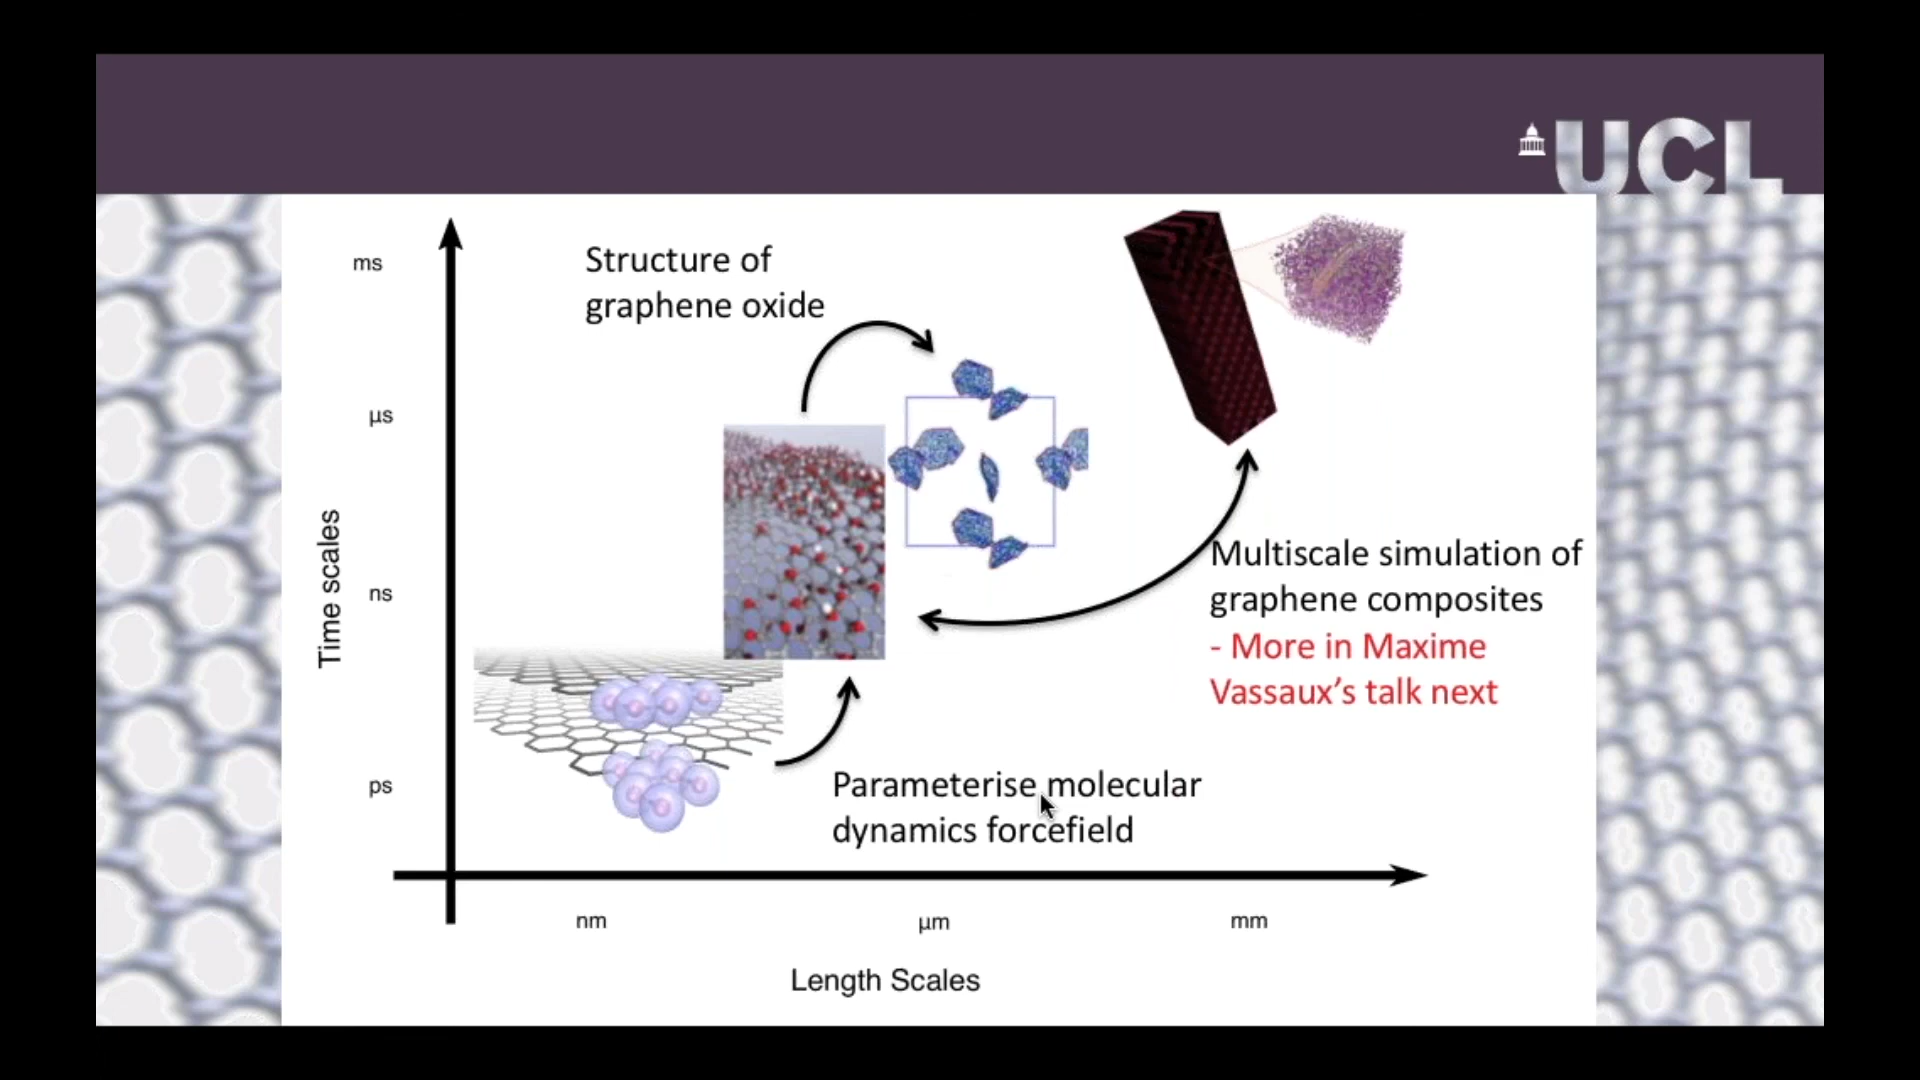 UCL
ms
Structure of
graphene oxide
μs
Time scales
ns
Multiscale simulation of
graphene composites
- More in Maxime
Vassaux’s talk next
ps
Parameterise molecular
dynamics forcefield
nm
μm
mm
Length Scales